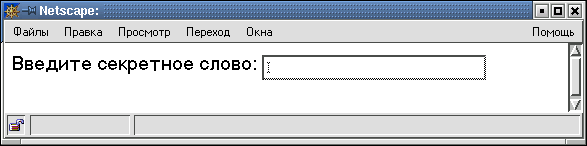 Netscape:
Файлы Правка Просмотр Переход Окна Помощь
Введите секретное слово: